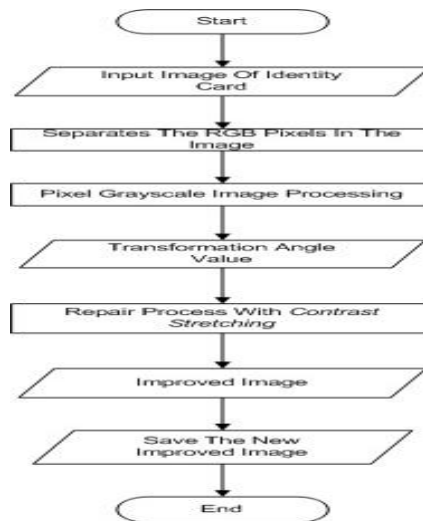 Start
Input Image Of Identity
Card
Separates The RGB Pixels In The
Image
Pixel Grayscale Image Processing
Transformation Angle
Value
Repair Process With Contrast
Stretching
Improved Image
Save The New
Improved Image
End